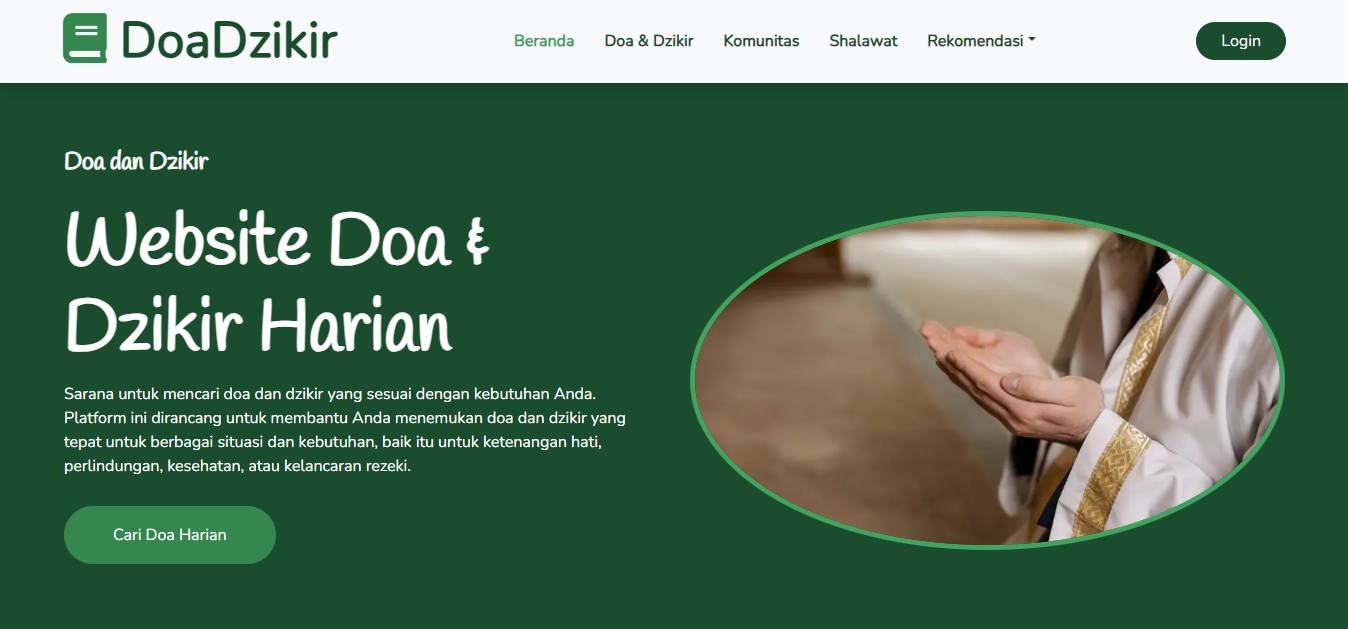 DoaDzikir
Beranda
Doa & Dzikir
Komunitas
Shalawat
Rekomendasi
Login
Doa dan Dzikir
Website Doa &
Dzikir Harian
Sarana untuk mencari doa dan dzikir yang sesuai dengan kebutuhan Anda.
Platform ini dirancang untuk membantu Anda menemukan doa dan dzikir yang
tepat untuk berbagai situasi dan kebutuhan, baik itu untuk ketenangan hati,
perlindungan, kesehatan, atau kelancaran rezeki.
Cari Doa Harian